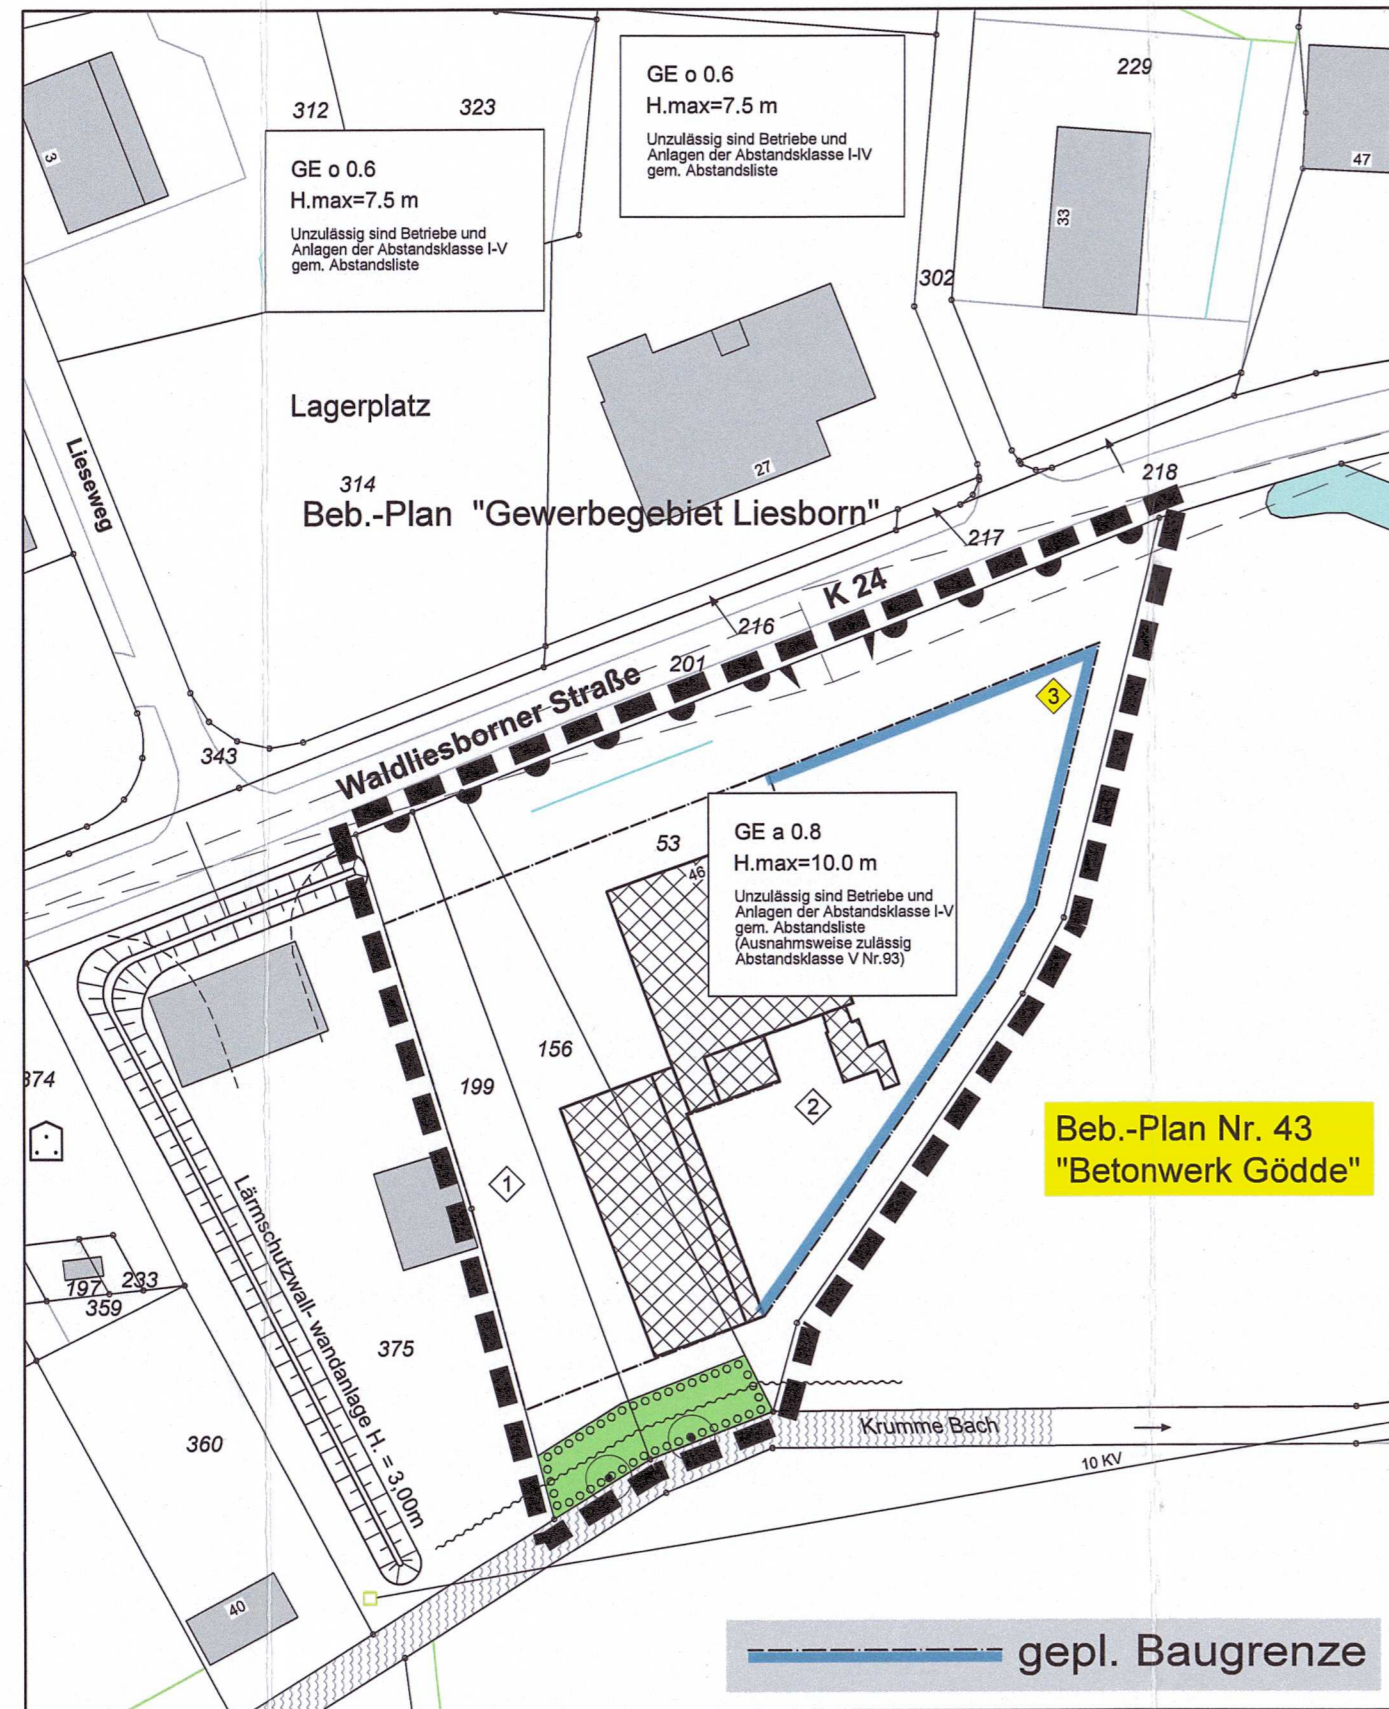 229
GE o 0.6
H.max=7.5 m
Unzulässig sind Betriebe und
Anlagen der Abstandsklasse I-IV
gem. Abstandsliste
312
323
3
47
GE o 0.6
H.max=7.5 m
Unzulässig sind Betriebe und
Anlagen der Abstandsklasse I-V
gem. Abstandsliste
33
302
Lagerplatz
Lieseweg
27
314
218
Beb.-Plan "Gewerbegebiet Liesborn"
217
K 24
216
201
Waldliesborner Straße
3
343
53
46
GE a 0.8
H.max=10.0 m
Unzulässig sind Betriebe und
Anlagen der Abstandsklasse I-V
gem. Abstandsliste
(Ausnahmsweise zulässig
Abstandsklasse V Nr.93)
156
199
374
2
1
Beb.-Plan Nr. 43
"Betonwerk Gödde"
Lärmschutzwall- wandanlage H. = 3,00m
197
233
359
375
360
Krumme Bach
10 KV
40
gepl. Baugrenze